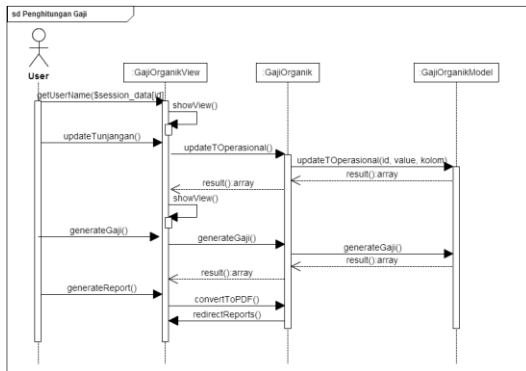 sd Penghitungan Gaji
User
:GajiOrganikView
:GajiOrganik
:GajiOrganikModel
getUserName($session_data[id]
showView()
updateTunjangan()
updateTOperasional()
updateTOperasional(id, value, kolom)
result():array
result():array
showView()
generateGaji()
generateGaji()
generateGaji()
result():array
result():array
generateReport()
convertToPDF()
redirectReports()